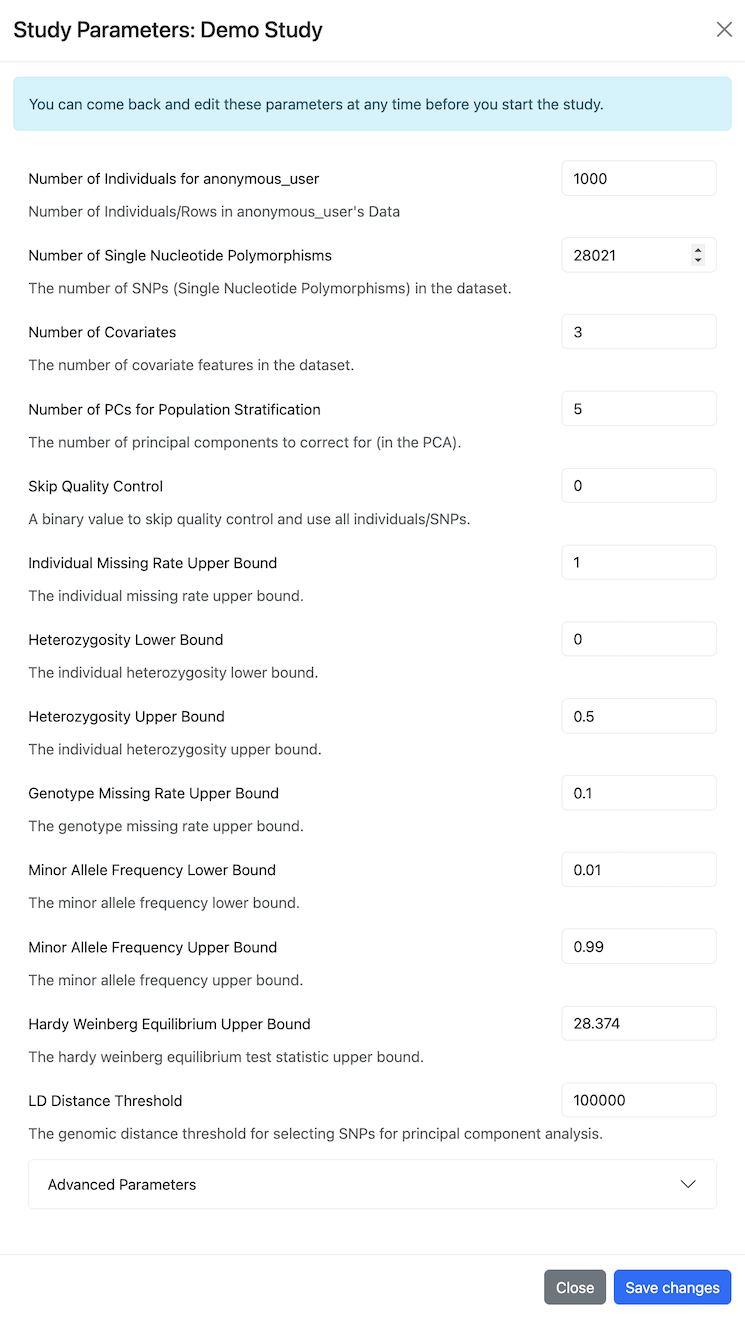 Study Parameters: Demo Study
You can come back and edit these parameters at any time before you start the study.
Number of Individuals for anonymous_user
1000
Number of Individuals/Rows in anonymous_user's Data
Number of Single Nucleotide Polymorphisms
28021
The number of SNPs (Single Nucleotide Polymorphisms) in the dataset.
Number of Covariates
3
The number of covariate features in the dataset.
Number of PCs for Population Stratification
5
The number of principal components to correct for (in the PCA).
Skip Quality Control
0
A binary value to skip quality control and use all individuals/SNPs.
Individual Missing Rate Upper Bound
1
The individual missing rate upper bound.
Heterozygosity Lower Bound
0
The individual heterozygosity lower bound.
Heterozygosity Upper Bound
0.5
The individual heterozygosity upper bound.
Genotype Missing Rate Upper Bound
0.1
The genotype missing rate upper bound.
Minor Allele Frequency Lower Bound
0.01
The minor allele frequency lower bound.
Minor Allele Frequency Upper Bound
0.99
The minor allele frequency upper bound.
Hardy Weinberg Equilibrium Upper Bound
28.374
The hardy weinberg equilibrium test statistic upper bound.
LD Distance Threshold
100000
The genomic distance threshold for selecting SNPs for principal component analysis.
Advanced Parameters
Close
Save changes